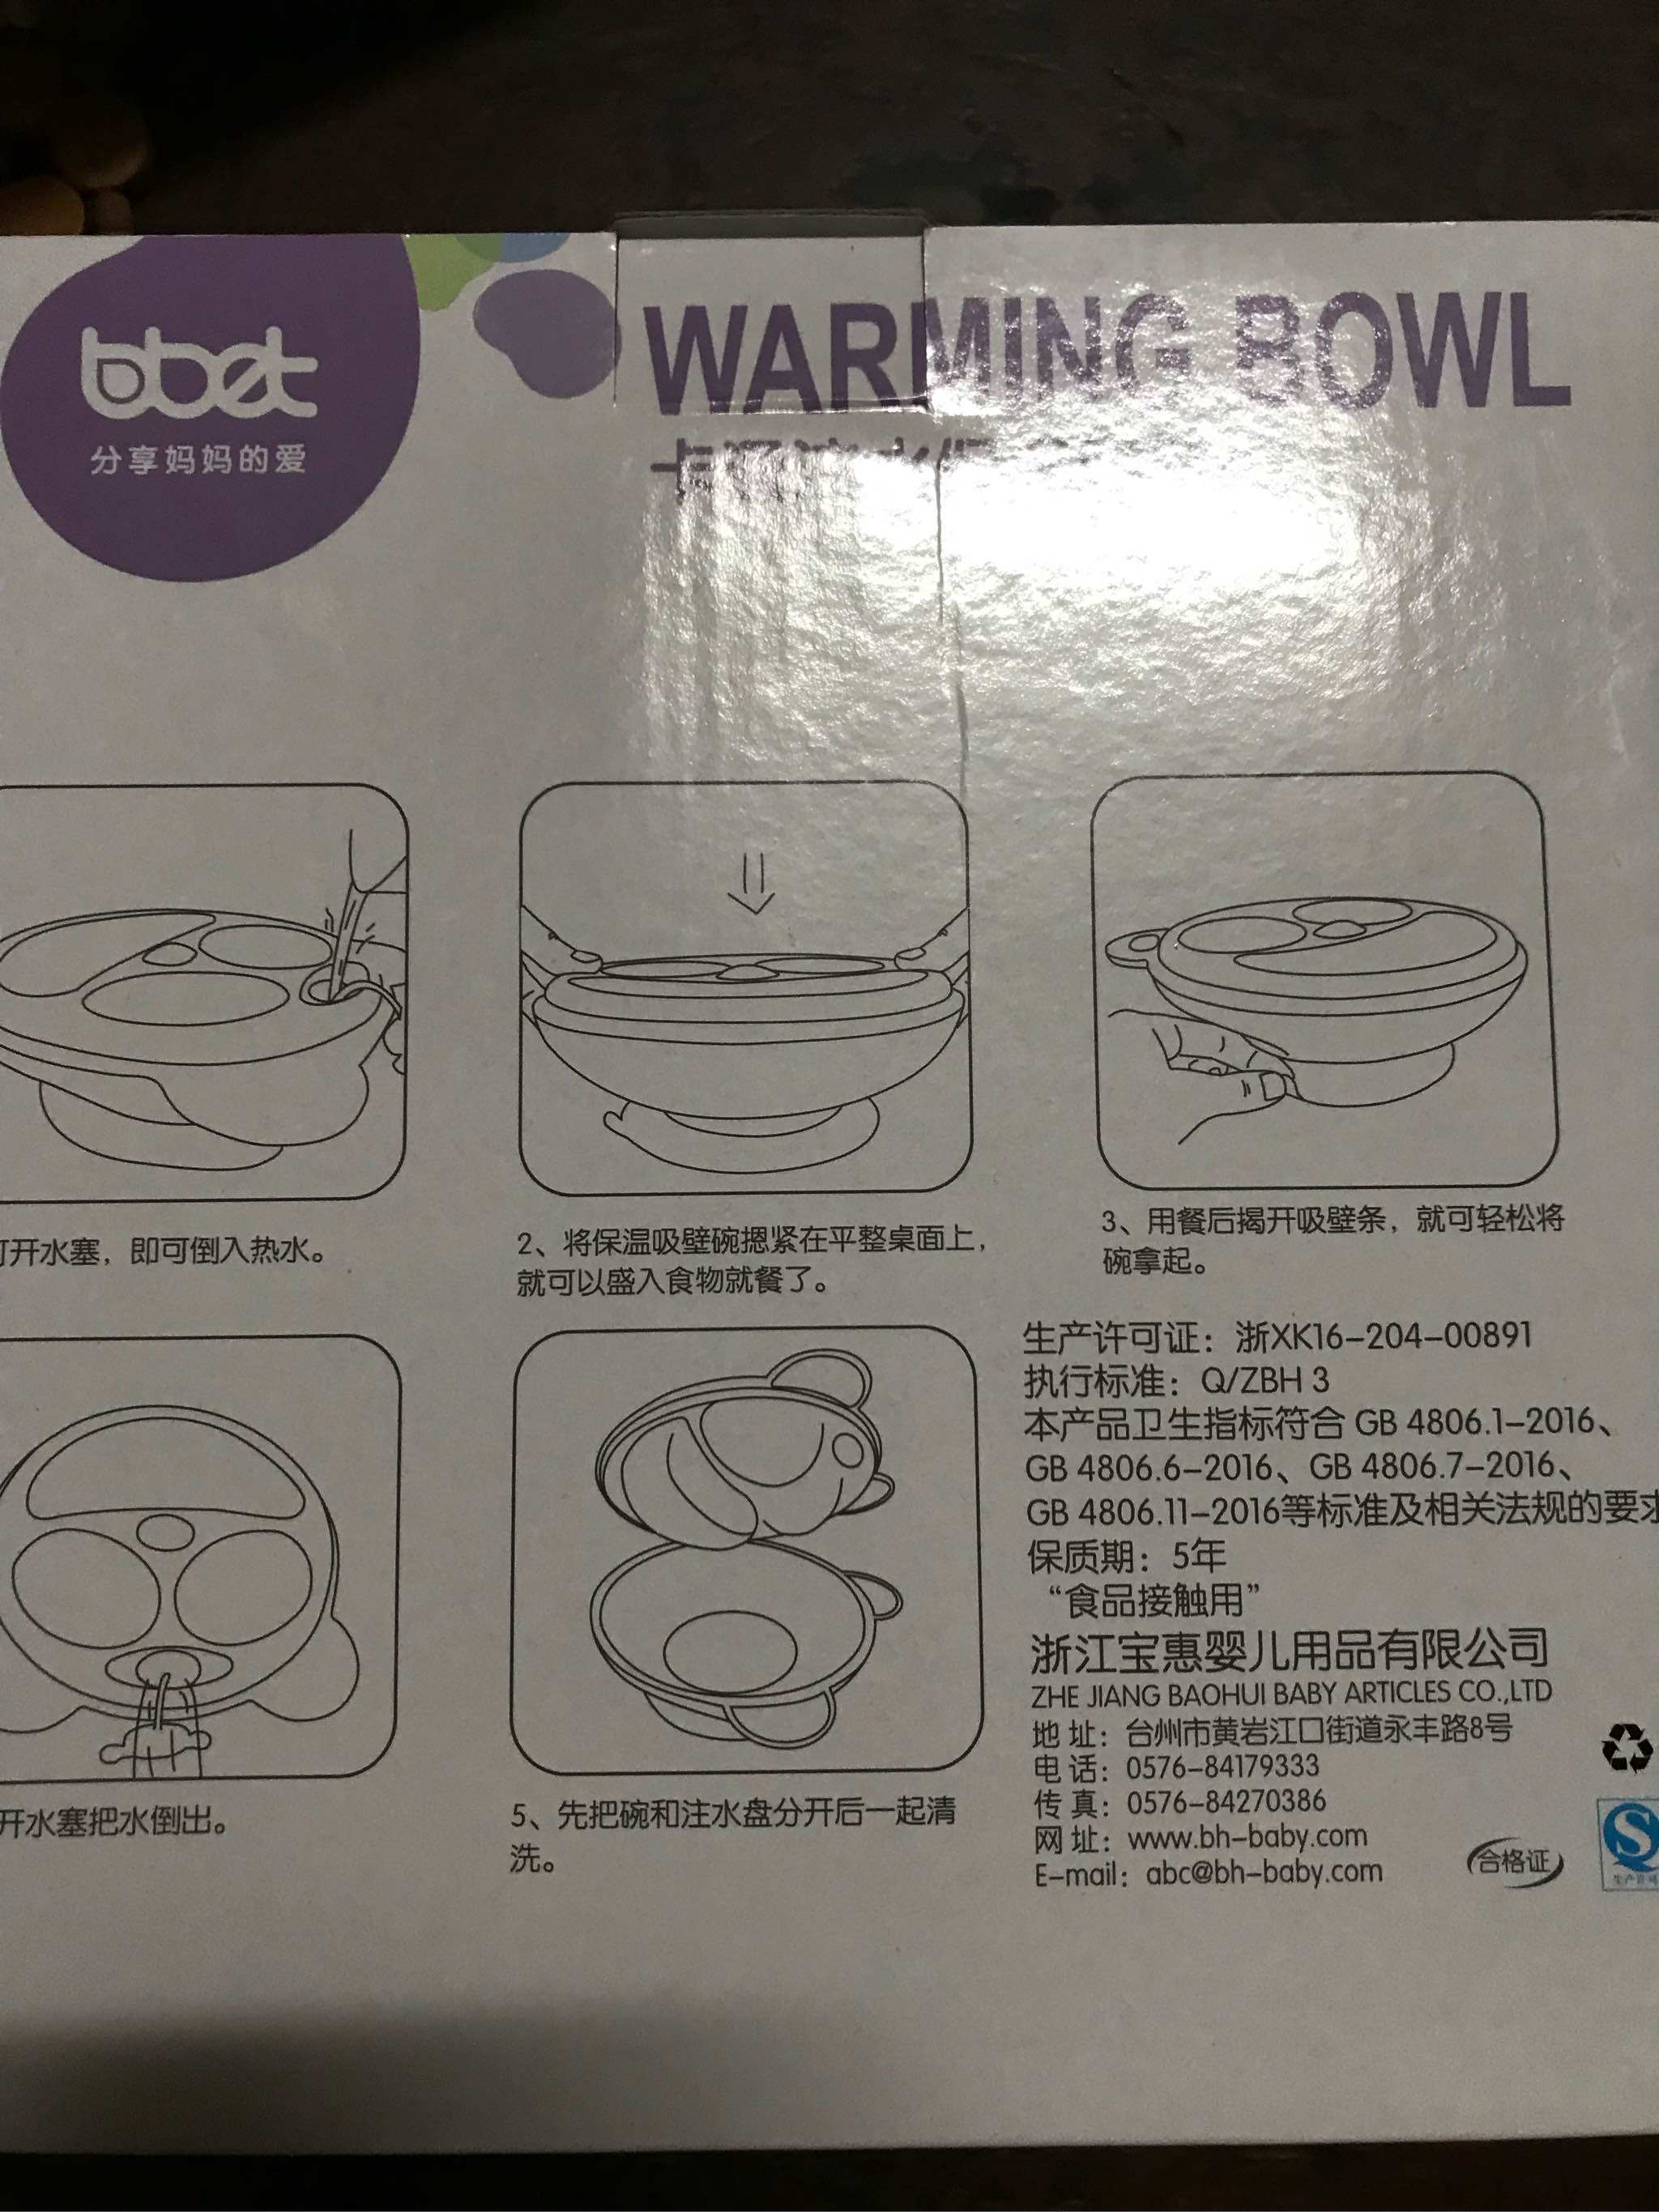 bbet
分享妈妈的爱
WARMING BOWL
开水塞，即可倒入热水。
2、将保温吸壁碗摁紧在平整桌面上，
就可以盛入食物就餐了。
3、用餐后揭开吸壁条，就可轻松将
碗拿起。
开水塞把水倒出。
5、先把碗和注水盘分开后一起清
洗。
生产许可证：浙XK16-204-00891
执行标准：Q/ZBH 3
本产品卫生指标符合 GB 4806.1-2016、
GB 4806.6-2016、GB 4806.7-2016、
GB 4806.11-2016等标准及相关法规的要求
保质期：5年
“食品接触用”
浙江宝惠婴儿用品有限公司
ZHE JIANG BAOHUI BABY ARTICLES CO.,LTD
地 址：台州市黄岩江口街道永丰路8号
电 话：0576-84179333
传 真：0576-84270386
网 址：www.bh-baby.com
E-mail：abc@bh-baby.com
合格证